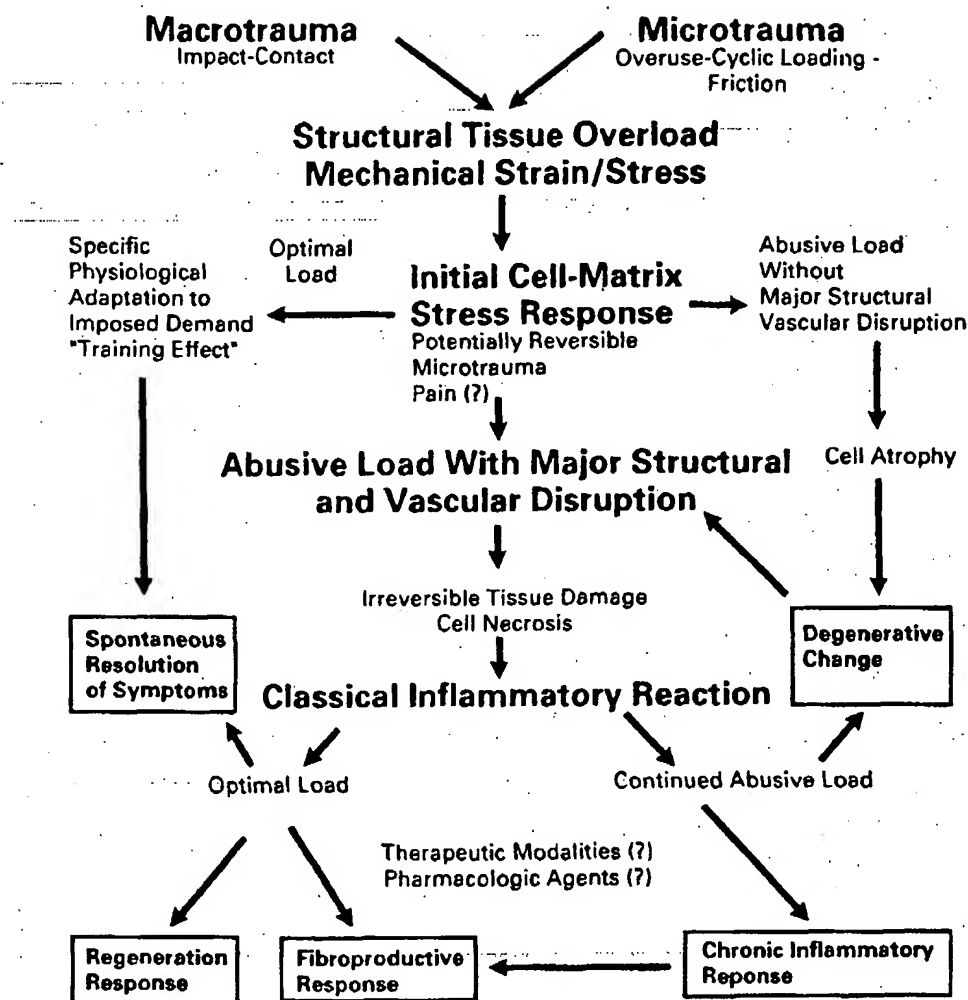 Macrotrauma
Impact-Contact
Microtrauma
Overuse-Cyclic Loading -
Friction
Structural Tissue Overload
Mechanical Strain/Stress
Specific
Physiological
Adaptation to
Imposed Demand
"Training Effect"
Optimal
Load
Initial Cell-Matrix
Stress Response
Potentially Reversible
Microtrauma
Pain (?)
Abusive Load
Without
Major Structural
Vascular Disruption
Abusive Load With Major Structural
and Vascular Disruption
Cell Atrophy
Irreversible Tissue Damage
Cell Necrosis
Spontaneous
Resolution
of Symptoms
Degenerative
Change
Classical Inflammatory Reaction
Optimal Load
Continued Abusive Load
Therapeutic Modalities (?)
Pharmacologic Agents (?)
Regeneration
Response
Fibroproductive
Response
Chronic Inflammatory
Reponse